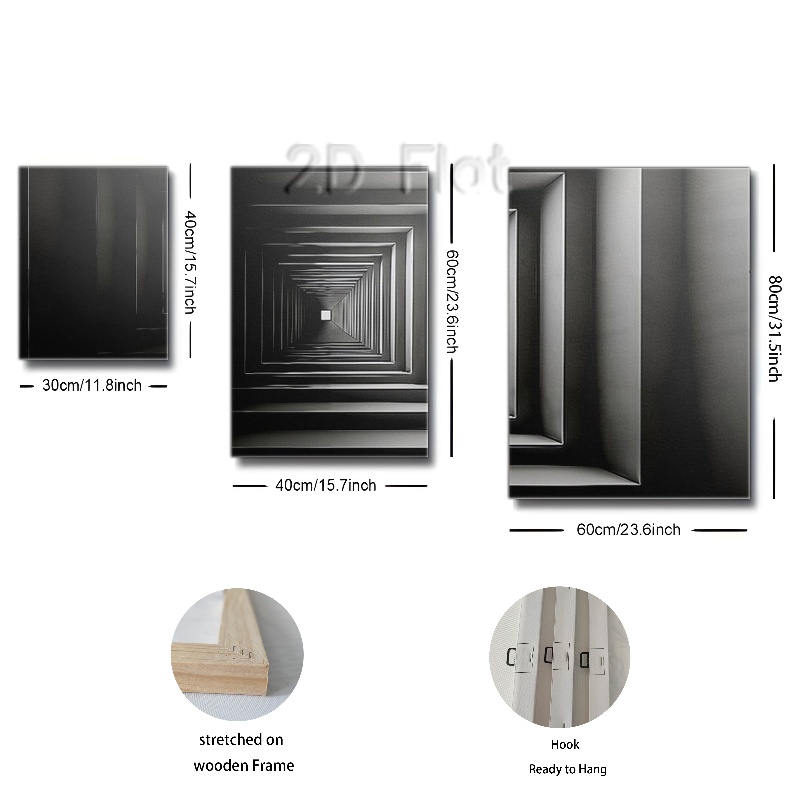 2D Flat
40cm/15.7inch
60cm/23.6inch
80cm/31.5inch
30cm/11.8inch
40cm/15.7inch
60cm/23.6inch
stretched on
wooden Frame
Hook
Ready to Hang